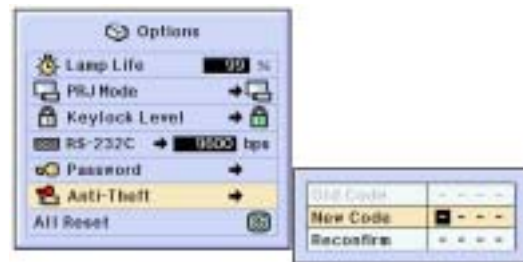 Options
Lamp Life 99 %
PRJ Mode
Keylock Level
RS-232C 9600 bps
Password
Anti-Theft
All Reset
Old Code - - - -
New Code - - - -
Reconfirm - - - -